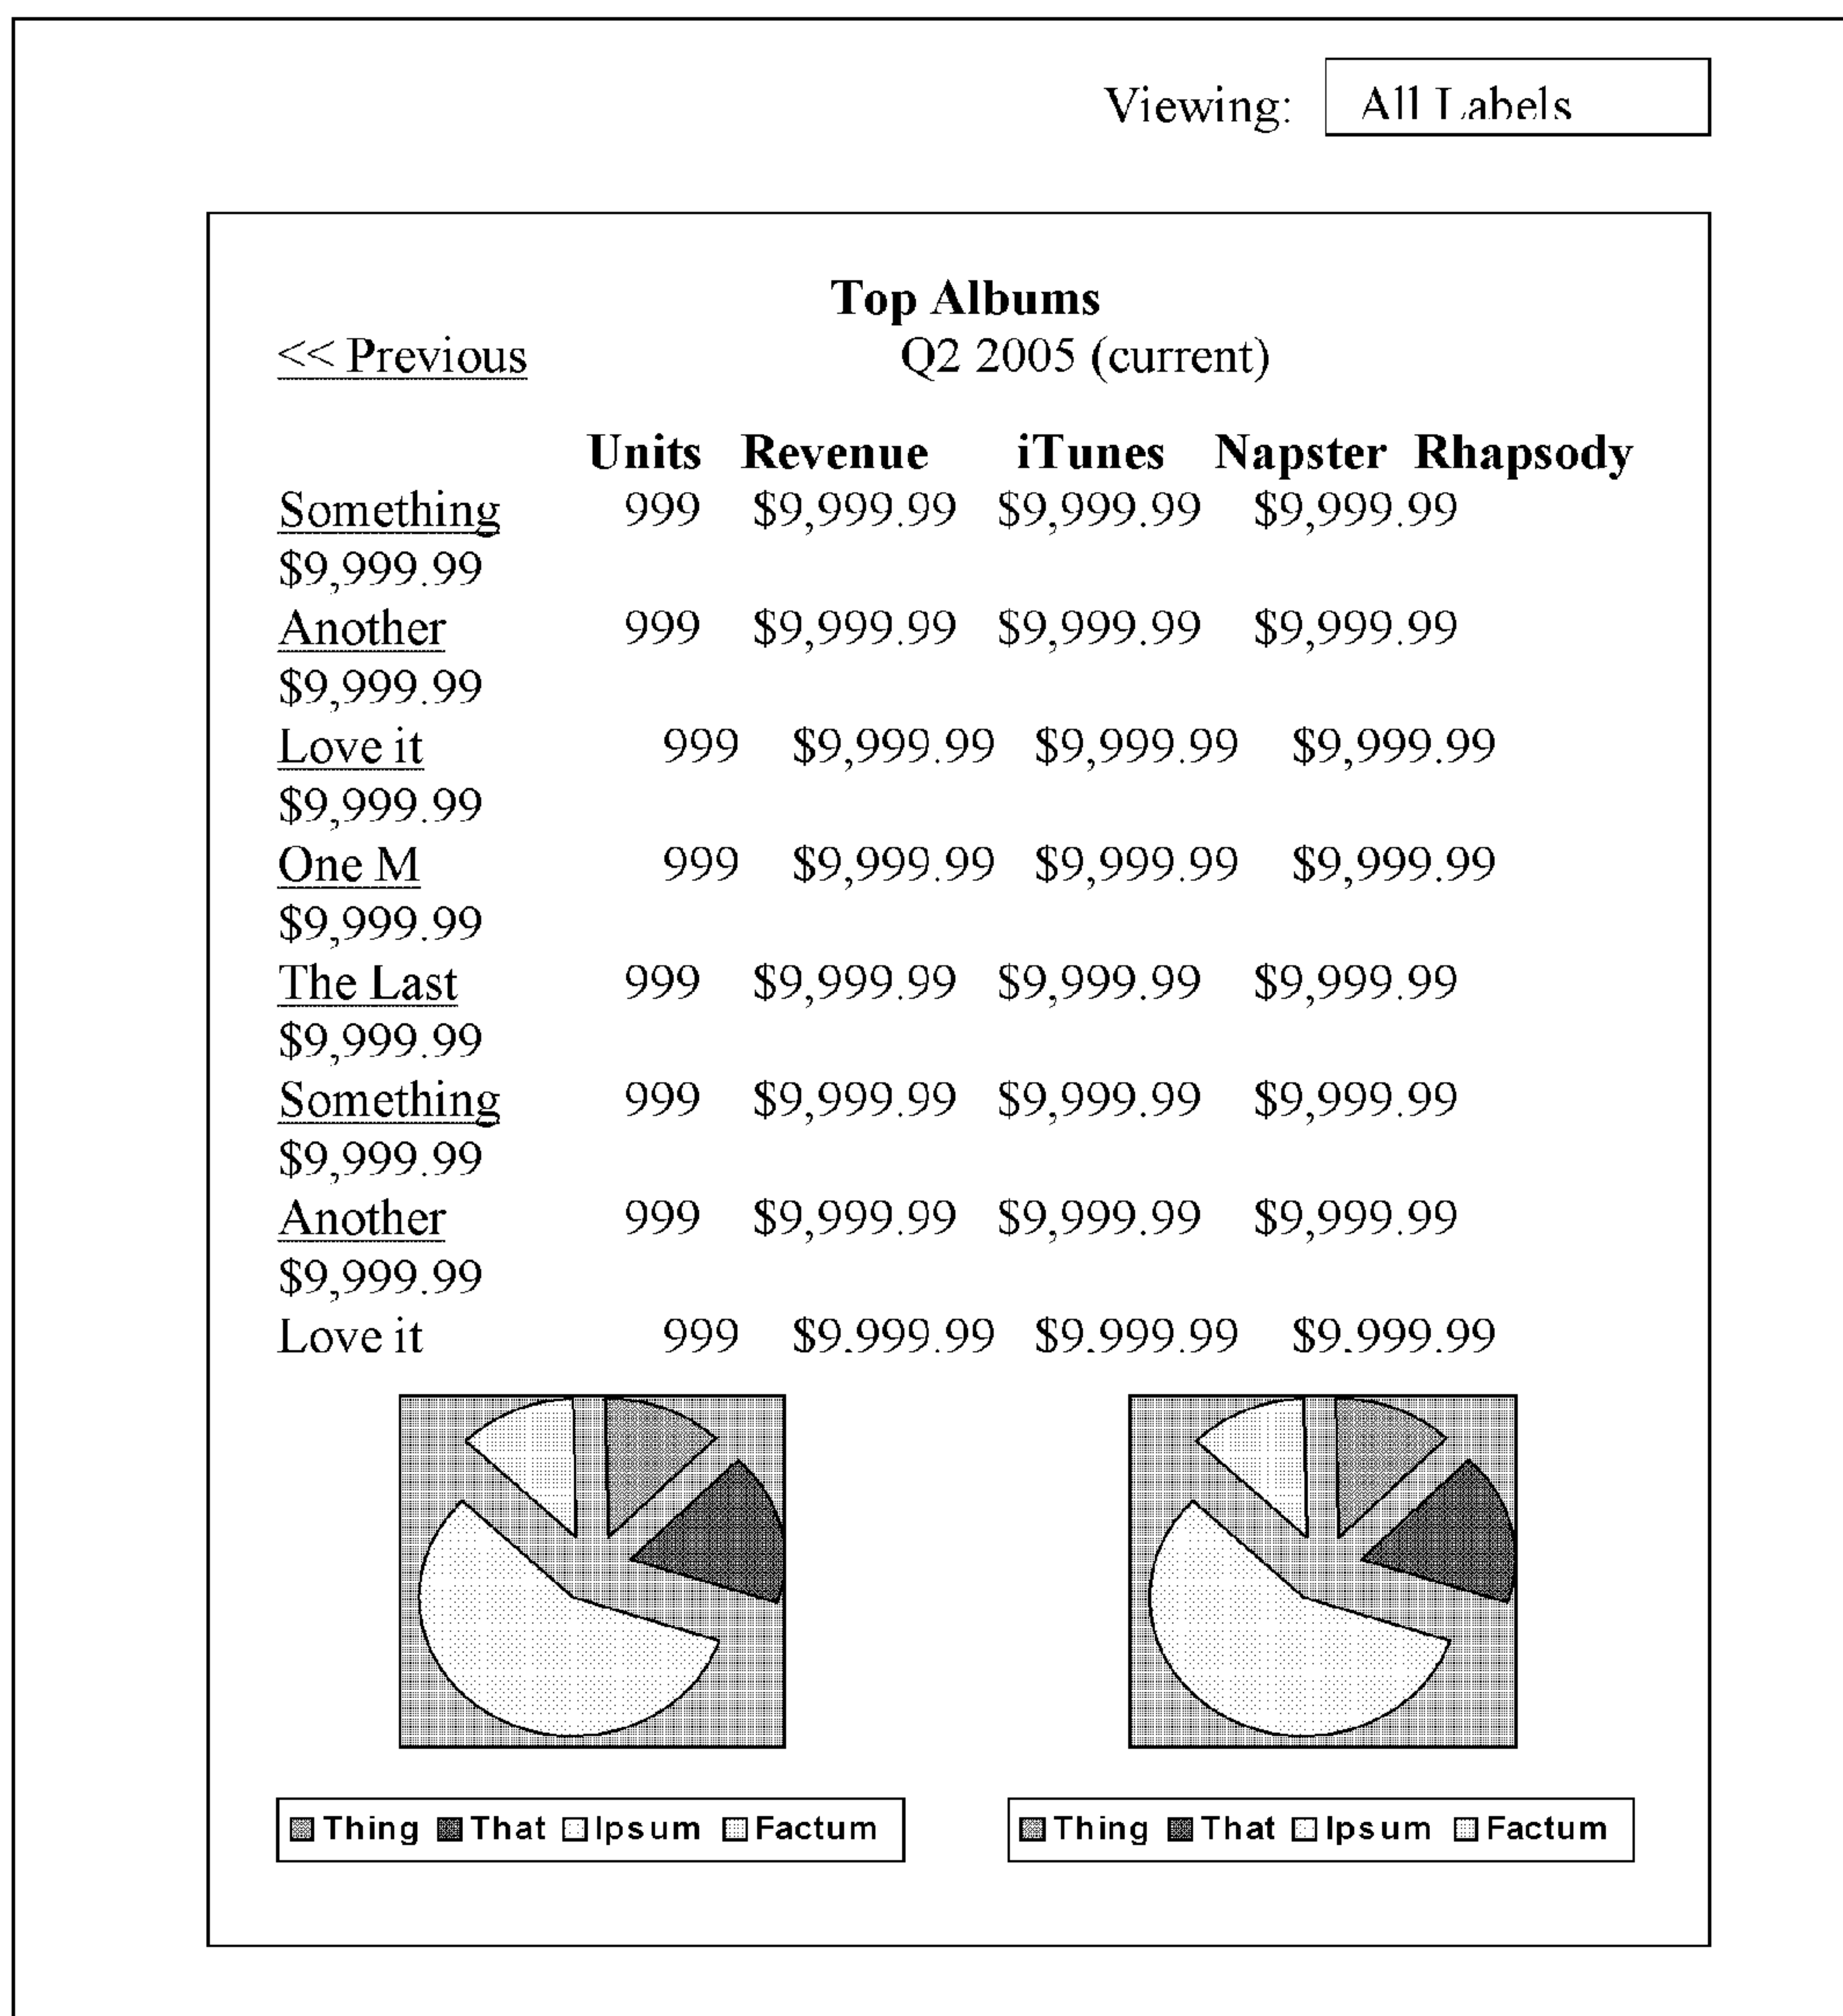 Viewing: All Labels
Top Albums
<< Previous Q2 2005 (current)
Units Revenue iTunes Napster Rhapsody
Something 999 $9,999.99 $9,999.99 $9,999.99
$9,999.99
Another 999 $9,999.99 $9,999.99 $9,999.99
$9,999.99
Love it 999 $9,999.99 $9,999.99 $9,999.99
$9,999.99
One M 999 $9,999.99 $9,999.99 $9,999.99
$9,999.99
The Last 999 $9,999.99 $9,999.99 $9,999.99
$9,999.99
Something 999 $9,999.99 $9,999.99 $9,999.99
$9,999.99
Another 999 $9,999.99 $9,999.99 $9,999.99
$9,999.99
Love it 999 $9,999.99 $9,999.99 $9,999.99
Thing That Ipsum Factum
Thing That Ipsum Factum